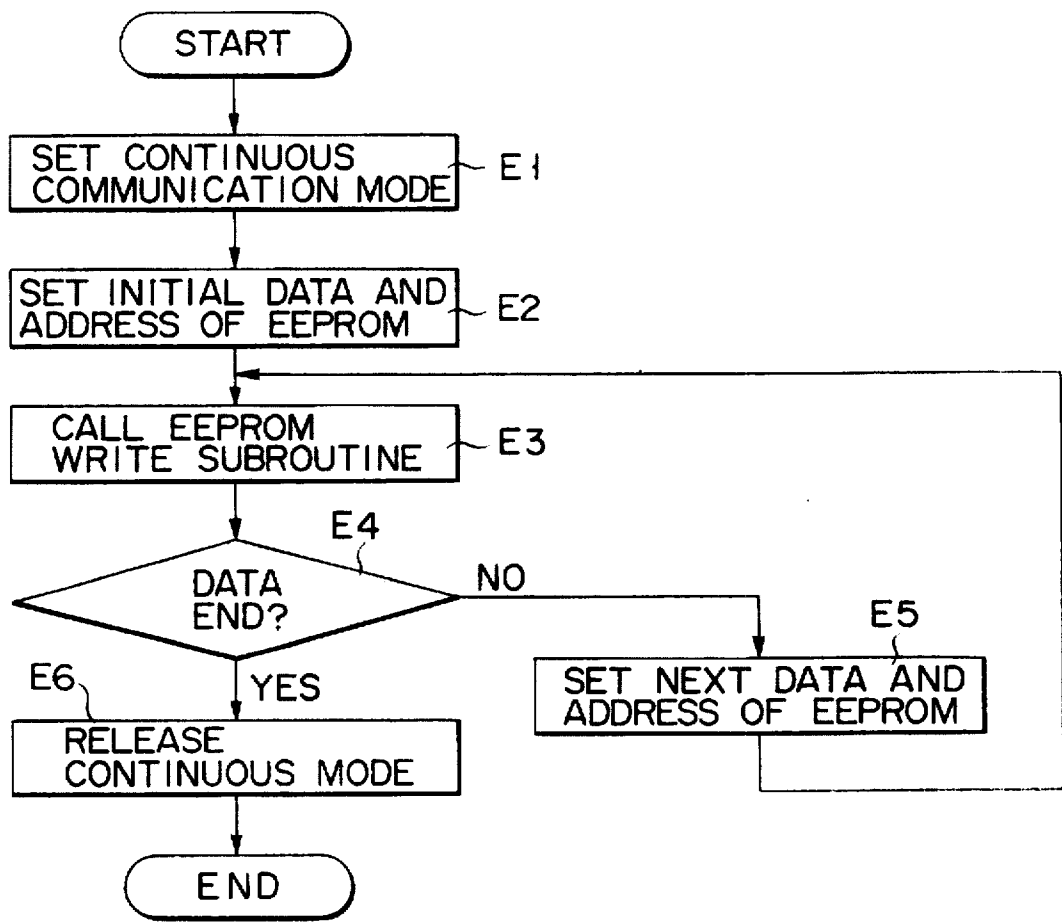 START
SET CONTINUOUS
COMMUNICATION MODE
E1
SET INITIAL DATA AND
ADDRESS OF EEPROM
E2
CALL EEPROM
WRITE SUBROUTINE
E3
E4
DATA
END?
NO
YES
E5
SET NEXT DATA AND
ADDRESS OF EEPROM
E6
RELEASE
CONTINUOUS MODE
END